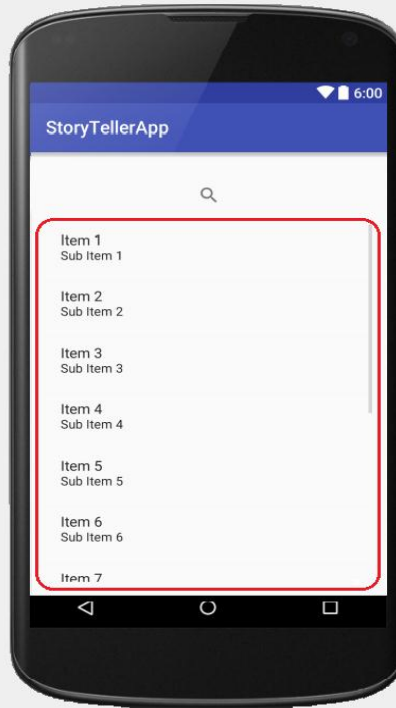 6:00
StoryTellerApp
Item 1
Sub Item 1
Item 2
Sub Item 2
Item 3
Sub Item 3
Item 4
Sub Item 4
Item 5
Sub Item 5
Item 6
Sub Item 6
Item 7